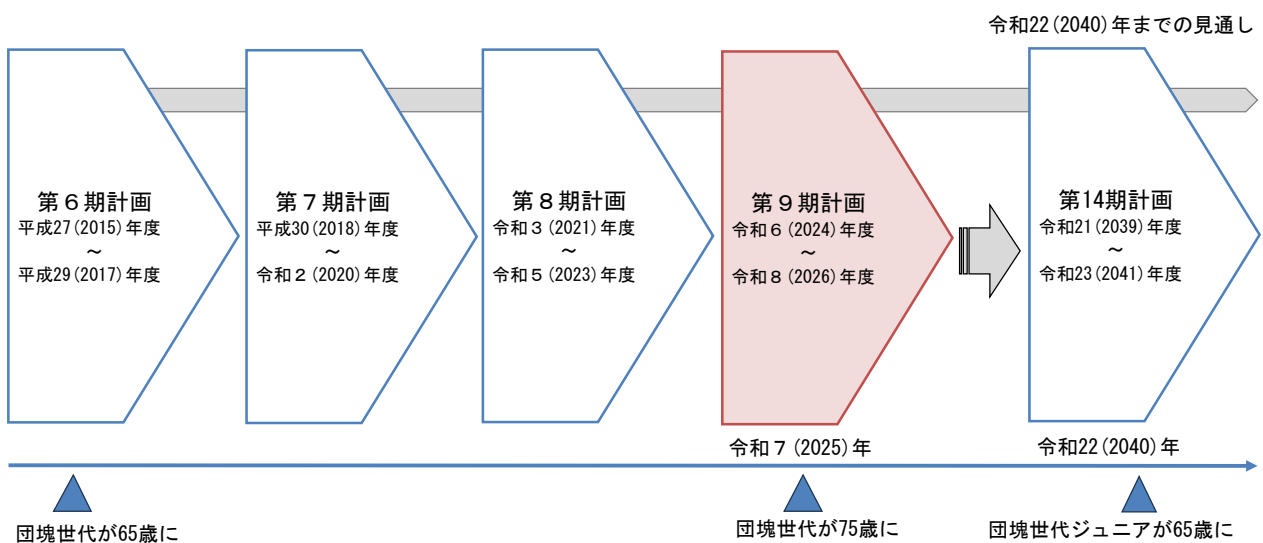 令和22(2040)年までの見通し
第６期計画
平成27(2015)年度
～
平成29(2017)年度
第７期計画
平成30(2018)年度
～
令和２(2020)年度
第８期計画
令和３(2021)年度
～
令和５(2023)年度
第９期計画
令和６(2024)年度
～
令和８(2026)年度
第14期計画
令和21(2039)年度
～
令和23(2041)年度
令和７(2025)年
令和22(2040)年
団塊世代が65歳に
団塊世代が75歳に
団塊世代ジュニアが65歳に